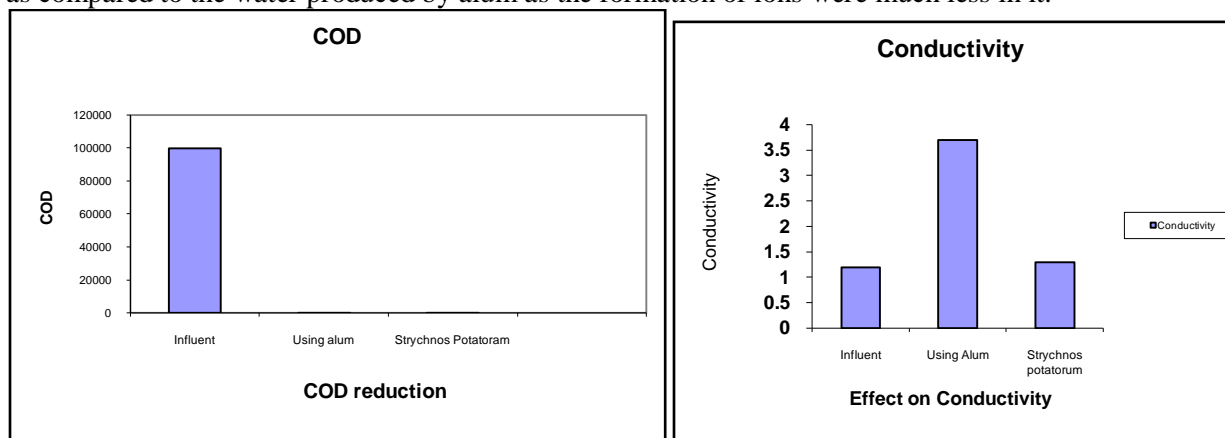 as compared to the water produced by alum as the formation of ions were much less in it.
COD
120000
100000
80000
60000
40000
20000
0
COD
Influent Using alum Strychnos Potatoram
COD reduction
Conductivity
4
3.5
3
2.5
2
1.5
1
0.5
0
Conductivity
Influent Using Alum Strychnos
potatorum
Effect on Conductivity
Conductivity